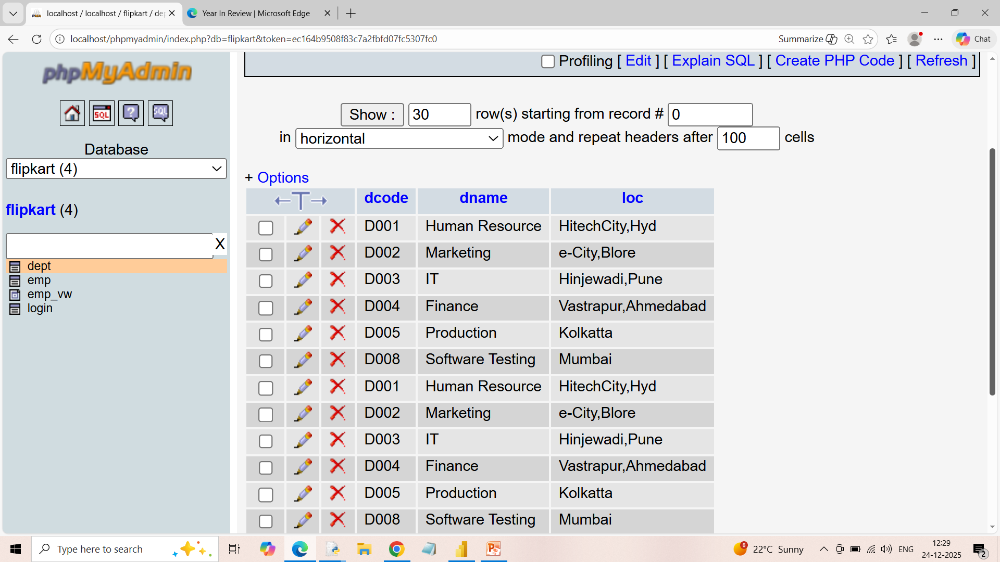 localhost / localhost / flipkart / de
Year In Review | Microsoft Edge
localhost/phpmyadmin/index.php?db=flipkart&token=ec164b9508f83c7a2fbfd07fc5307fc0
Summarize
Chat
phpMyAdmin
SQL
?
SQL
Database
flipkart (4)
flipkart (4)
X
dept
emp
emp_vw
login
Profiling [ Edit ] [ Explain SQL ] [ Create PHP Code ] [ Refresh ]
Show : 30 row(s) starting from record # 0
in horizontal mode and repeat headers after 100 cells
+ Options
←T→ dcode dname loc
D001 Human Resource HitechCity,Hyd
D002 Marketing e-City,Blore
D003 IT Hinjewadi,Pune
D004 Finance Vastrapur,Ahmedabad
D005 Production Kolkatta
D008 Software Testing Mumbai
D001 Human Resource HitechCity,Hyd
D002 Marketing e-City,Blore
D003 IT Hinjewadi,Pune
D004 Finance Vastrapur,Ahmedabad
D005 Production Kolkatta
D008 Software Testing Mumbai
Type here to search
6
22°C Sunny
ENG
12:29
24-12-2025
2